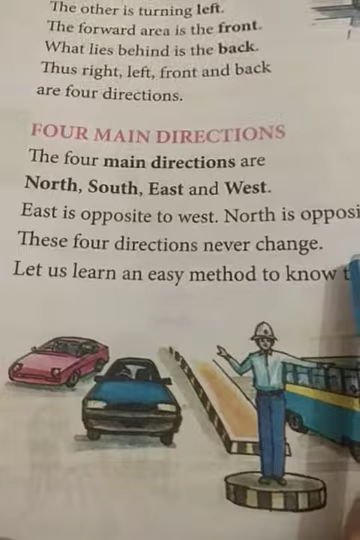 The other is turning left.
The forward area is the front.
What lies behind is the back.
Thus right, left, front and back
are four directions.
FOUR MAIN DIRECTIONS
The four main directions are
North, South, East and West.
East is opposite to west. North is
These four directions never change.
Let us learn an easy method to know